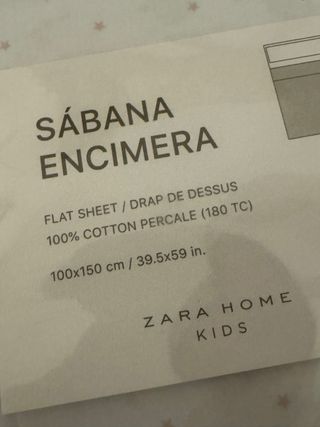 SÁBANA
ENCIMERA
FLAT SHEET / DRAP DE DESSUS
100% COTTON PERCALE (180 TC)
100x150 cm / 39.5x59 in.
ZARA HOME
KIDS